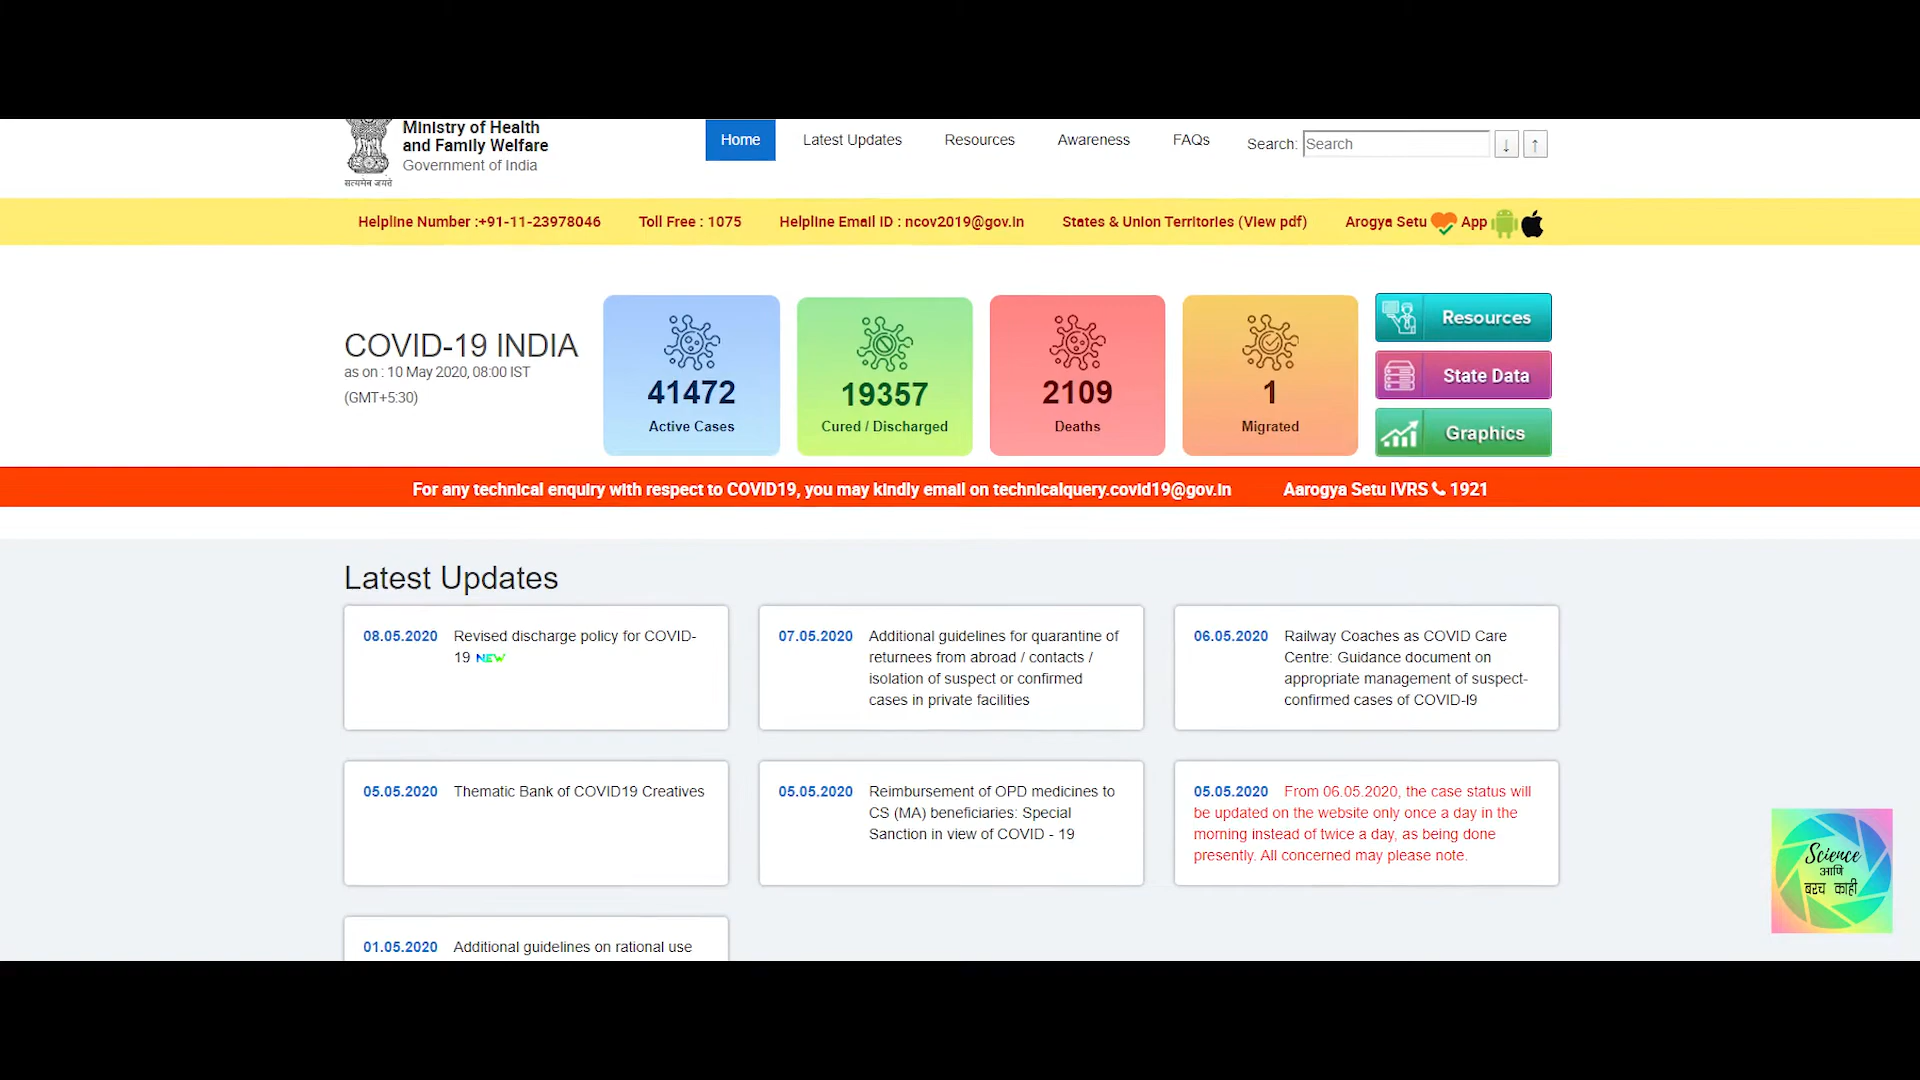 सत्यमेव जयते
Ministry of Health
and Family Welfare
Government of India
Home
Latest Updates
Resources
Awareness
FAQs
Search:
Search
Helpline Number :+91-11-23978046
Toll Free : 1075
Helpline Email ID : ncov2019@gov.in
States & Union Territories (View pdf)
Arogya Setu App
COVID-19 INDIA
as on : 10 May 2020, 08:00 IST
(GMT+5:30)
41472
Active Cases
19357
Cured / Discharged
2109
Deaths
1
Migrated
Resources
State Data
Graphics
For any technical enquiry with respect to COVID19, you may kindly email on technicalquery.covid19@gov.in
Aarogya Setu IVRS 1921
Latest Updates
08.05.2020 Revised discharge policy for COVID-
19 NEW
07.05.2020 Additional guidelines for quarantine of
returnees from abroad / contacts /
isolation of suspect or confirmed
cases in private facilities
06.05.2020 Railway Coaches as COVID Care
Centre: Guidance document on
appropriate management of suspect-
confirmed cases of COVID-I9
05.05.2020 Thematic Bank of COVID19 Creatives
05.05.2020 Reimbursement of OPD medicines to
CS (MA) beneficiaries: Special
Sanction in view of COVID - 19
05.05.2020 From 06.05.2020, the case status will
be updated on the website only once a day in the
morning instead of twice a day, as being done
presently. All concerned may please note.
01.05.2020 Additional guidelines on rational use
Science
आणि
बरच काही